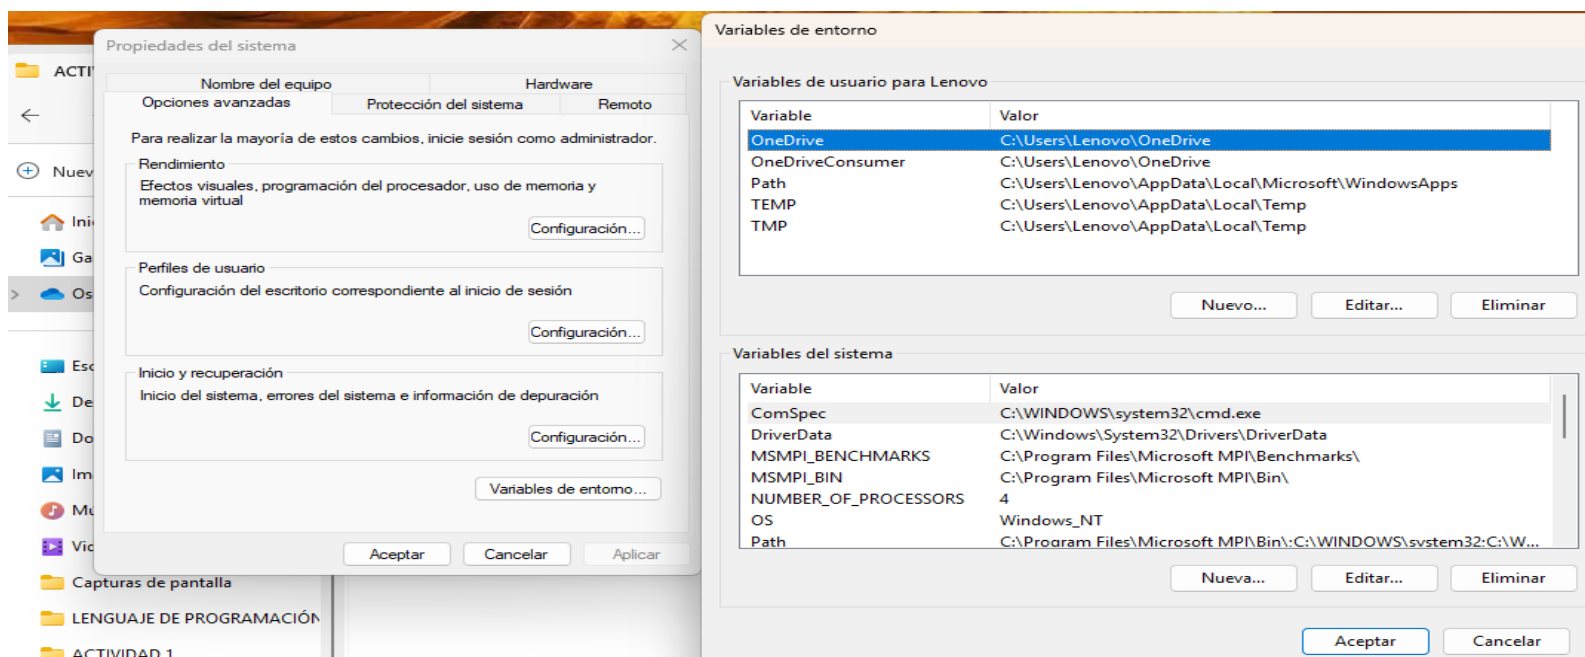 Propiedades del sistema
Nombre del equipo
Hardware
Opciones avanzadas
Protección del sistema
Remoto
Para realizar la mayoría de estos cambios, inicie sesión como administrador.
Rendimiento
Efectos visuales, programación del procesador, uso de memoria y
memoria virtual
Configuración...
Perfiles de usuario
Configuración del escritorio correspondiente al inicio de sesión
Configuración...
Inicio y recuperación
Inicio del sistema, errores del sistema e información de depuración
Configuración...
Variables de entorno...
Aceptar Cancelar Aplicar
ACTI
Nuev
Ini
Ga
Os
Esc
De
Do
Im
Mú
Vid
Capturas de pantalla
LENGUAJE DE PROGRAMACIÓN
ACTIVIDAD 1
Variables de entorno
Variables de usuario para Lenovo
Variable Valor
OneDrive C:\Users\Lenovo\OneDrive
OneDriveConsumer C:\Users\Lenovo\OneDrive
Path C:\Users\Lenovo\AppData\Local\Microsoft\WindowsApps
TEMP C:\Users\Lenovo\AppData\Local\Temp
TMP C:\Users\Lenovo\AppData\Local\Temp
Nuevo... Editar... Eliminar
Variables del sistema
Variable Valor
ComSpec C:\WINDOWS\system32\cmd.exe
DriverData C:\Windows\System32\Drivers\DriverData
MSMPI_BENCHMARKS C:\Program Files\Microsoft MPI\Benchmarks\
MSMPI_BIN C:\Program Files\Microsoft MPI\Bin\
NUMBER_OF_PROCESSORS 4
OS Windows_NT
Path C:\Program Files\Microsoft MPI\Bin\;C:\WINDOWS\system32;C:\W...
Nueva... Editar... Eliminar
Aceptar Cancelar